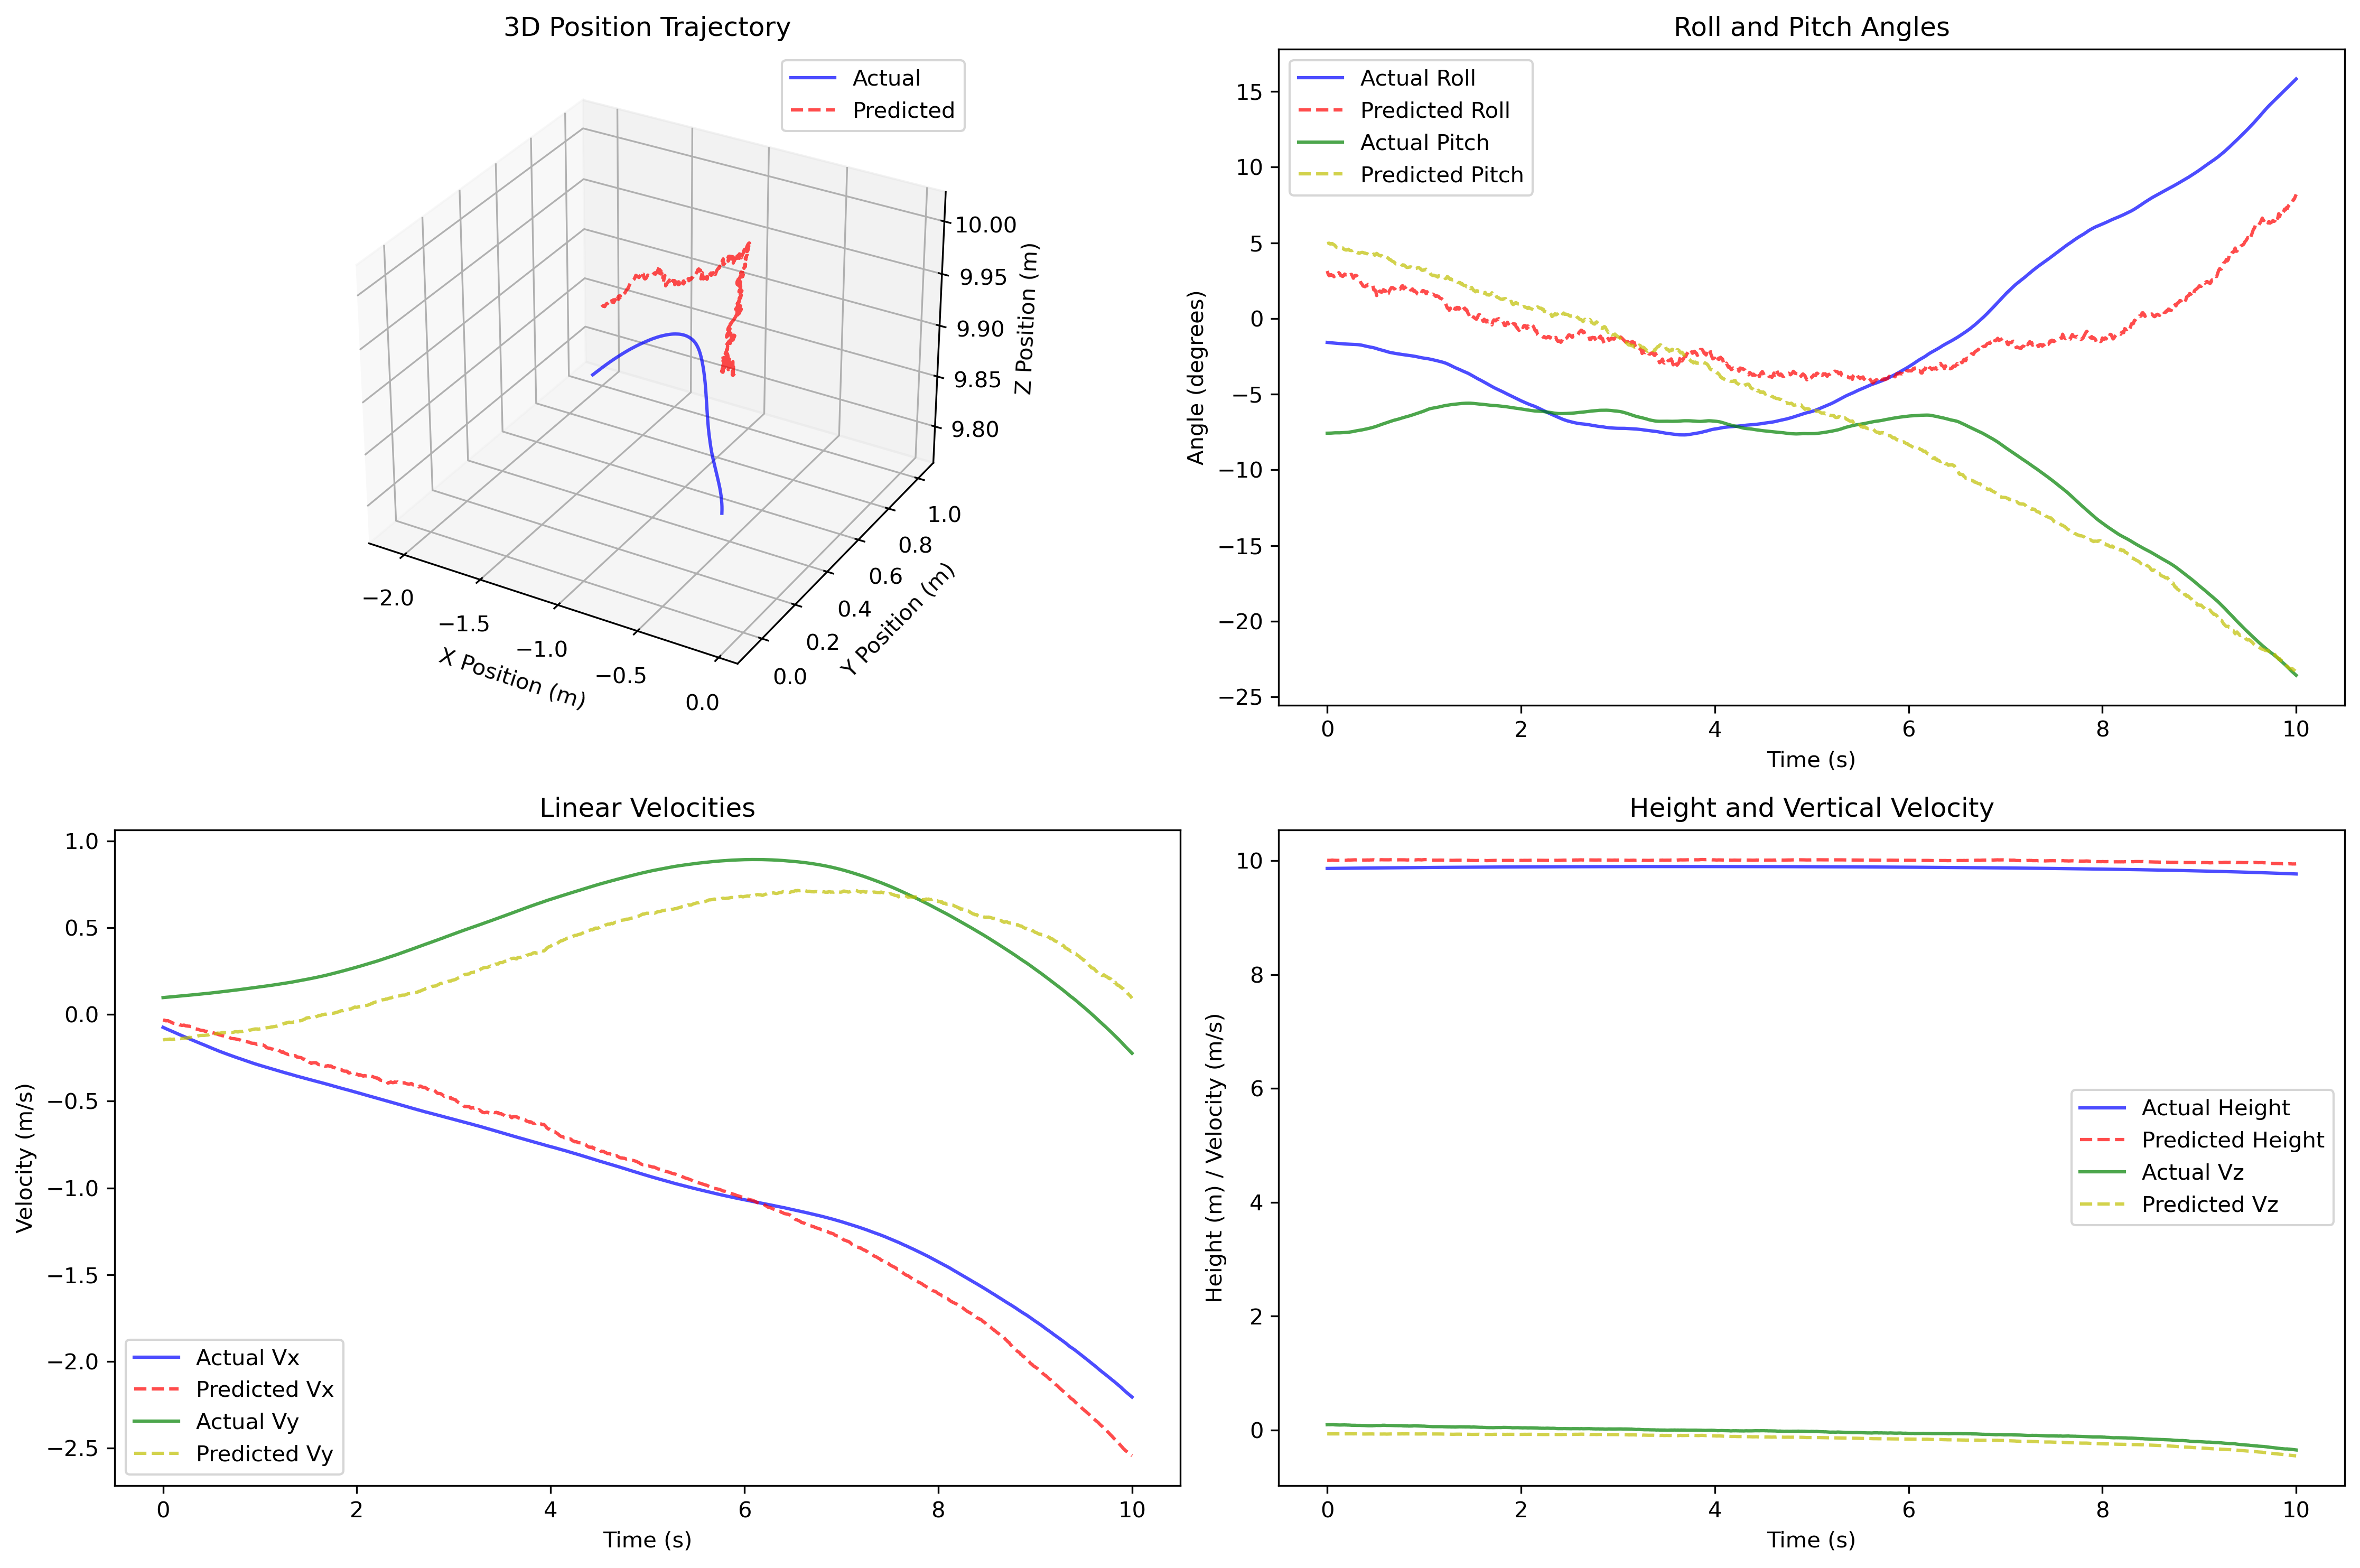 3D Position Trajectory
Actual
Predicted
10.00
9.95
9.90
9.85
9.80
Z Position (m)
1.0
0.8
0.6
0.4
0.2
0.0
Y Position (m)
−2.0
−1.5
−1.0
−0.5
0.0
X Position (m)
Roll and Pitch Angles
Actual Roll
Predicted Roll
Actual Pitch
Predicted Pitch
15
10
5
0
−5
−10
−15
−20
−25
Angle (degrees)
0 2 4 6 8 10
Time (s)
Linear Velocities
1.0
0.5
0.0
−0.5
−1.0
−1.5
−2.0
−2.5
Velocity (m/s)
Actual Vx
Predicted Vx
Actual Vy
Predicted Vy
0 2 4 6 8 10
Time (s)
Height and Vertical Velocity
10
8
6
4
2
0
Height (m) / Velocity (m/s)
Actual Height
Predicted Height
Actual Vz
Predicted Vz
0 2 4 6 8 10
Time (s)